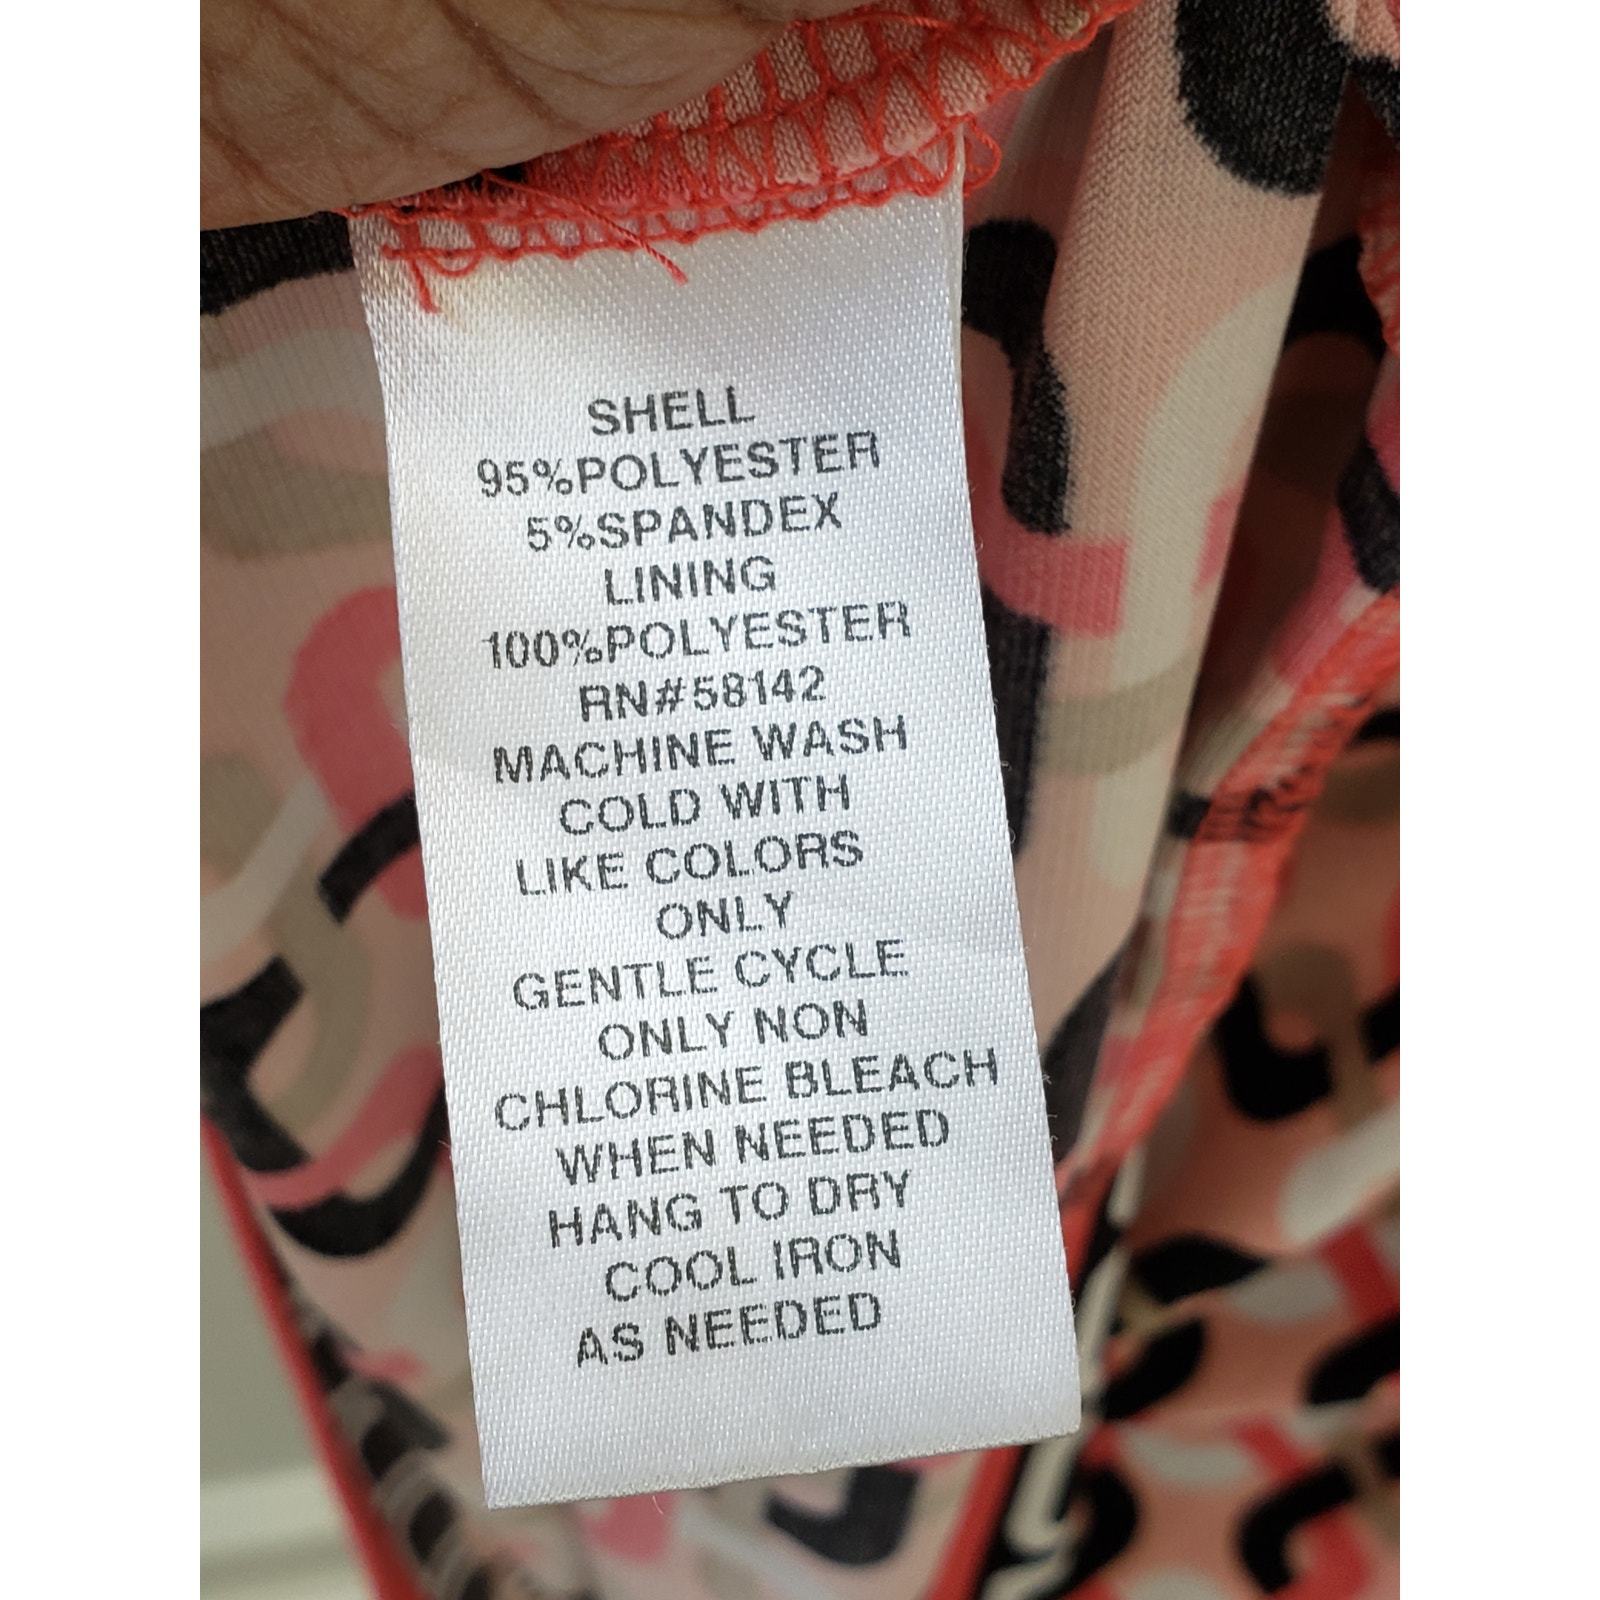 SHELL
95%POLYESTER
5%SPANDEX
LINING
100%POLYESTER
RN#58142
MACHINE WASH
COLD WITH
LIKE COLORS
ONLY
GENTLE CYCLE
ONLY NON
CHLORINE BLEACH
WHEN NEEDED
HANG TO DRY
COOL IRON
AS NEEDED